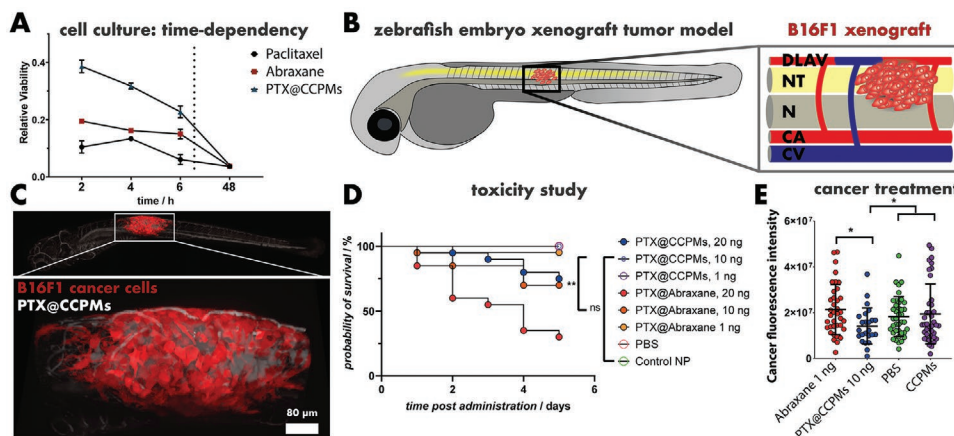 A
cell culture: time-dependency
Relative Viability
0.4
0.2
0.0
2
4
6
48
time / h
Paclitaxel
Abraxane
PTX@CCPMs
B
zebrafish embryo xenograft tumor model
B16F1 xenograft
DLAV
NT
N
CA
CV
C
B16F1 cancer cells
PTX@CCPMs
80 μm
D
toxicity study
probability of survival / %
100
50
0
0
2
4
6
time post administration / days
**
ns
PTX@CCPMs, 20 ng
PTX@CCPMs, 10 ng
PTX@CCPMs, 1 ng
PTX@Abraxane, 20 ng
PTX@Abraxane, 10 ng
PTX@Abraxane 1 ng
PBS
Control NP
E
cancer treatment
Cancer fluorescence intensity
6×10⁷
4×10⁷
2×10⁷
0
*
*
Abraxane 1 ng
PTX@CCPMs 10 ng
PBS
CCPMs